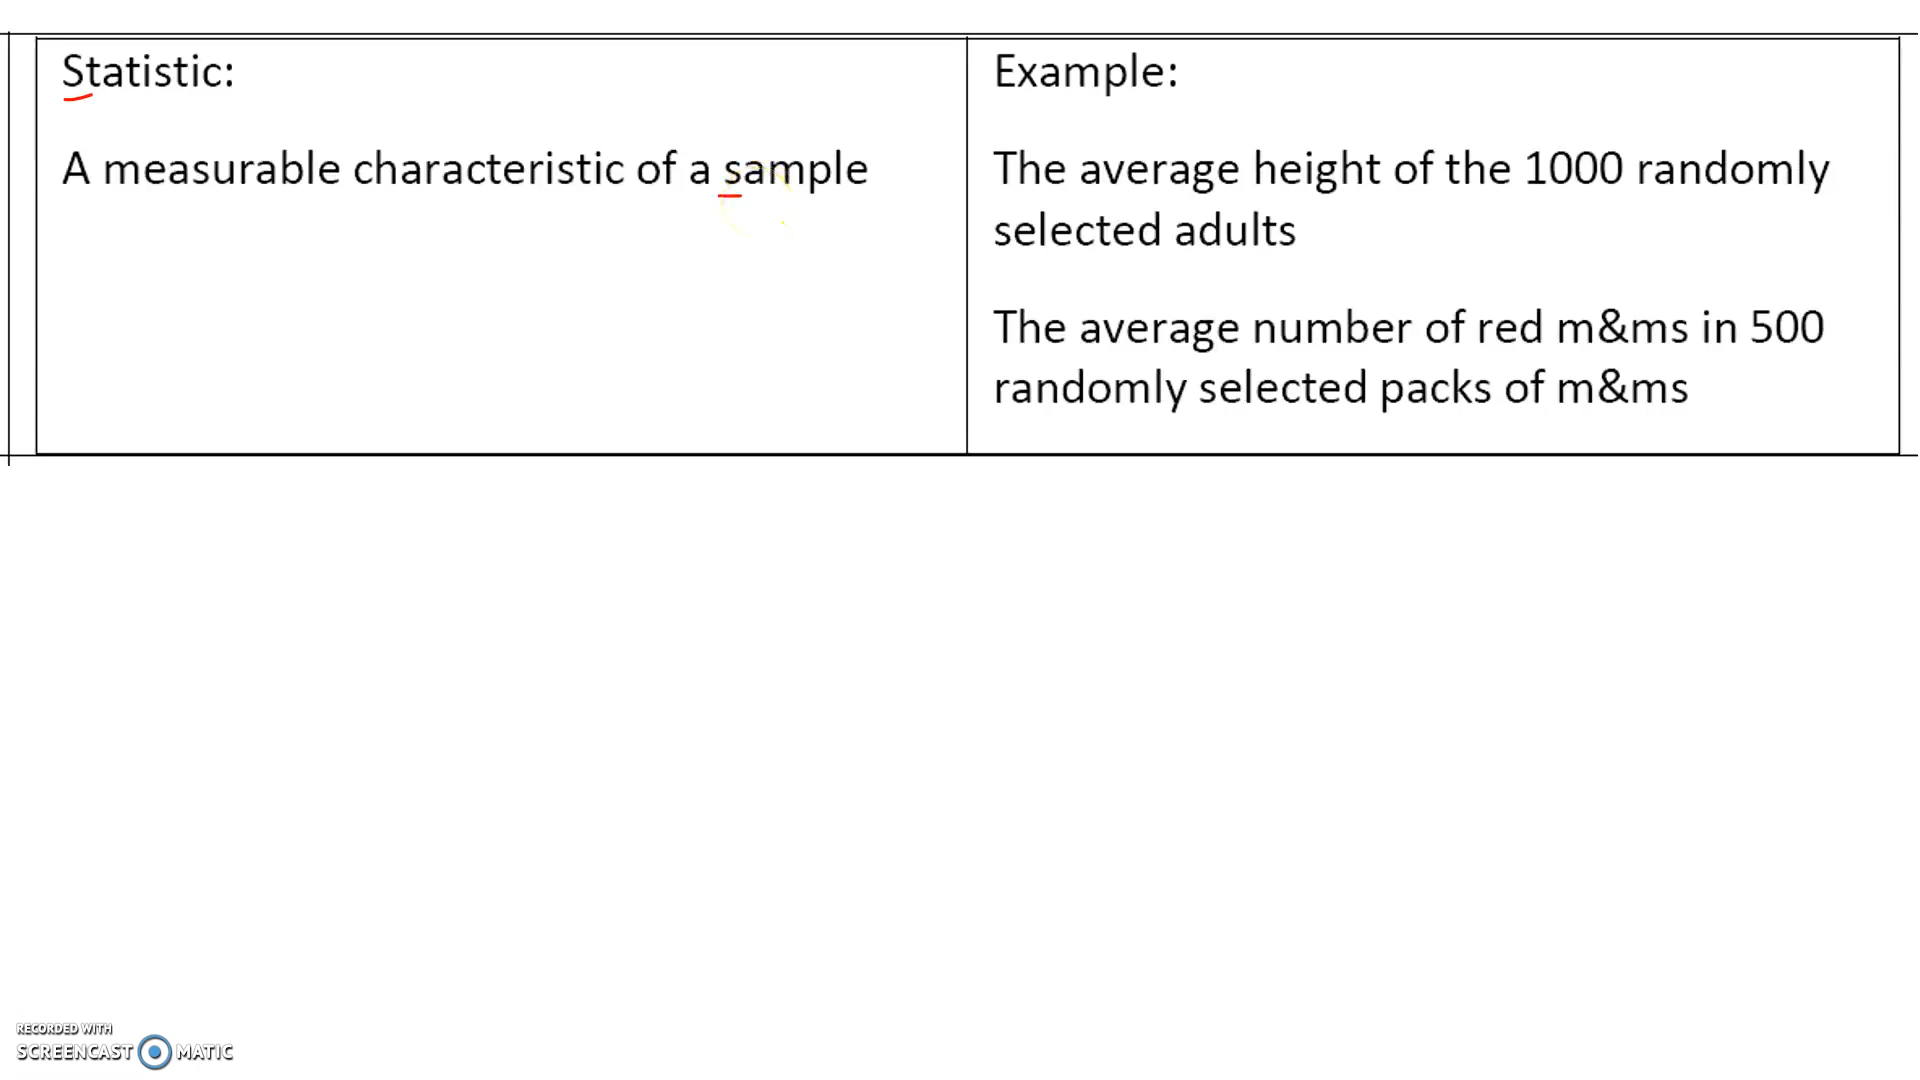 Statistic:
A measurable characteristic of a sample
Example:
The average height of the 1000 randomly
selected adults
The average number of red m&ms in 500
randomly selected packs of m&ms
RECORDED WITH
SCREENCAST MATIC